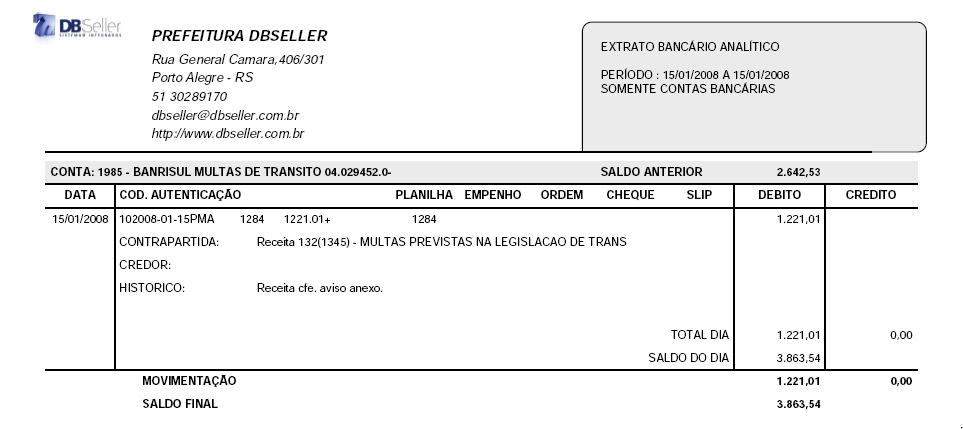 DBSeller
SISTEMAS INTEGRADOS
PREFEITURA DBSELLER
Rua General Camara,406/301
Porto Alegre - RS
51 30289170
dbseller@dbseller.com.br
http://www.dbseller.com.br
EXTRATO BANCÁRIO ANALÍTICO
PERÍODO : 15/01/2008 A 15/01/2008
SOMENTE CONTAS BANCÁRIAS
CONTA: 1985 - BANRISUL MULTAS DE TRANSITO 04.029452.0- SALDO ANTERIOR 2.642,53
DATA COD. AUTENTICAÇÃO PLANILHA EMPENHO ORDEM CHEQUE SLIP DEBITO CREDITO
15/01/2008 102008-01-15PMA 1284 1221.01+ 1284 1.221,01
CONTRAPARTIDA: Receita 132(1345) - MULTAS PREVISTAS NA LEGISLACAO DE TRANS
CREDOR:
HISTORICO: Receita cfe. aviso anexo.
TOTAL DIA 1.221,01 0,00
SALDO DO DIA 3.863,54
MOVIMENTAÇÃO 1.221,01 0,00
SALDO FINAL 3.863,54